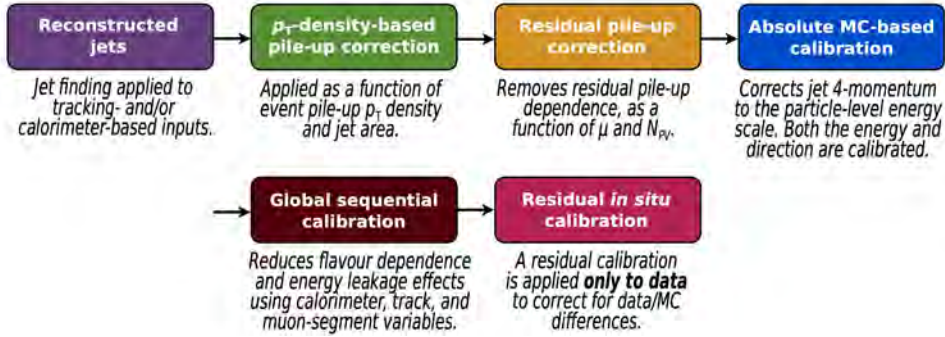 Reconstructed
jets
Jet finding applied to
tracking- and/or
calorimeter-based inputs.
pT-density-based
pile-up correction
Applied as a function of
event pile-up pT density
and jet area.
Residual pile-up
correction
Removes residual pile-up
dependence, as a
function of µ and NPV.
Absolute MC-based
calibration
Corrects jet 4-momentum
to the particle-level energy
scale. Both the energy and
direction are calibrated.
Global sequential
calibration
Reduces flavour dependence
and energy leakage effects
using calorimeter, track, and
muon-segment variables.
Residual in situ
calibration
A residual calibration
is applied only to data
to correct for data/MC
differences.